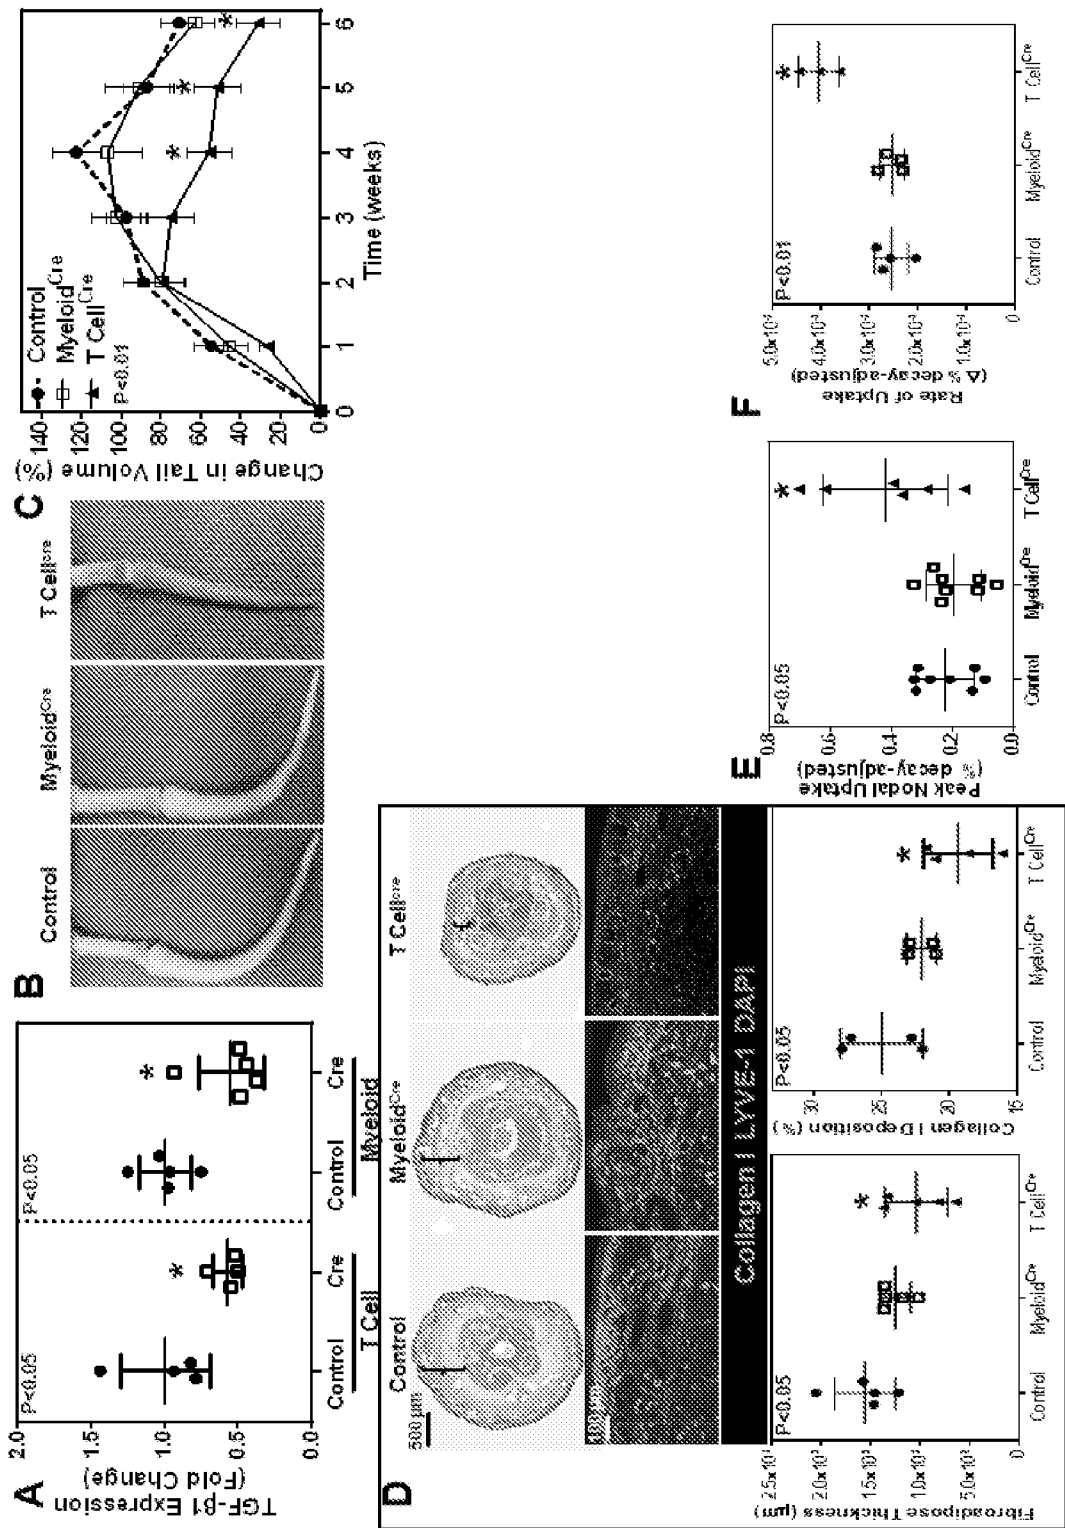 A
TGF-β1 Expression
(Fold Change)
2.0
1.5
1.0
0.5
0.0
P<0.05
P<0.05
*
*
Control
Cre
Control
Cre
T Cell
Myeloid
B
Control
Myeloid^Cre
T Cell^cre
C
Change in Tail Volume (%)
140
120
100
80
60
40
20
0
Control
Myeloid^Cre
T Cell^Cre
P<0.01
*
*
*
0
1
2
3
4
5
6
Time (weeks)
D
Control
Myeloid^Cre
T Cell^cre
500 μm
Collagen I LYVE-1 DAPI
Fibroadipose Thickness (μm)
P<0.05
*
0
Control
Myeloid^Cre
T Cell^Cre
Collagen I Deposition (%)
30
25
20
15
P<0.05
*
Control
Myeloid^Cre
T Cell^Cre
E
Peak Nodal Uptake
(% decay-adjusted)
0.8
0.6
0.4
0.2
0.0
P<0.05
*
Control
Myeloid^Cre
T Cell^Cre
F
Rate of Uptake
(Δ % decay-adjusted)
0
P<0.01
*
Control
Myeloid^Cre
T Cell^Cre